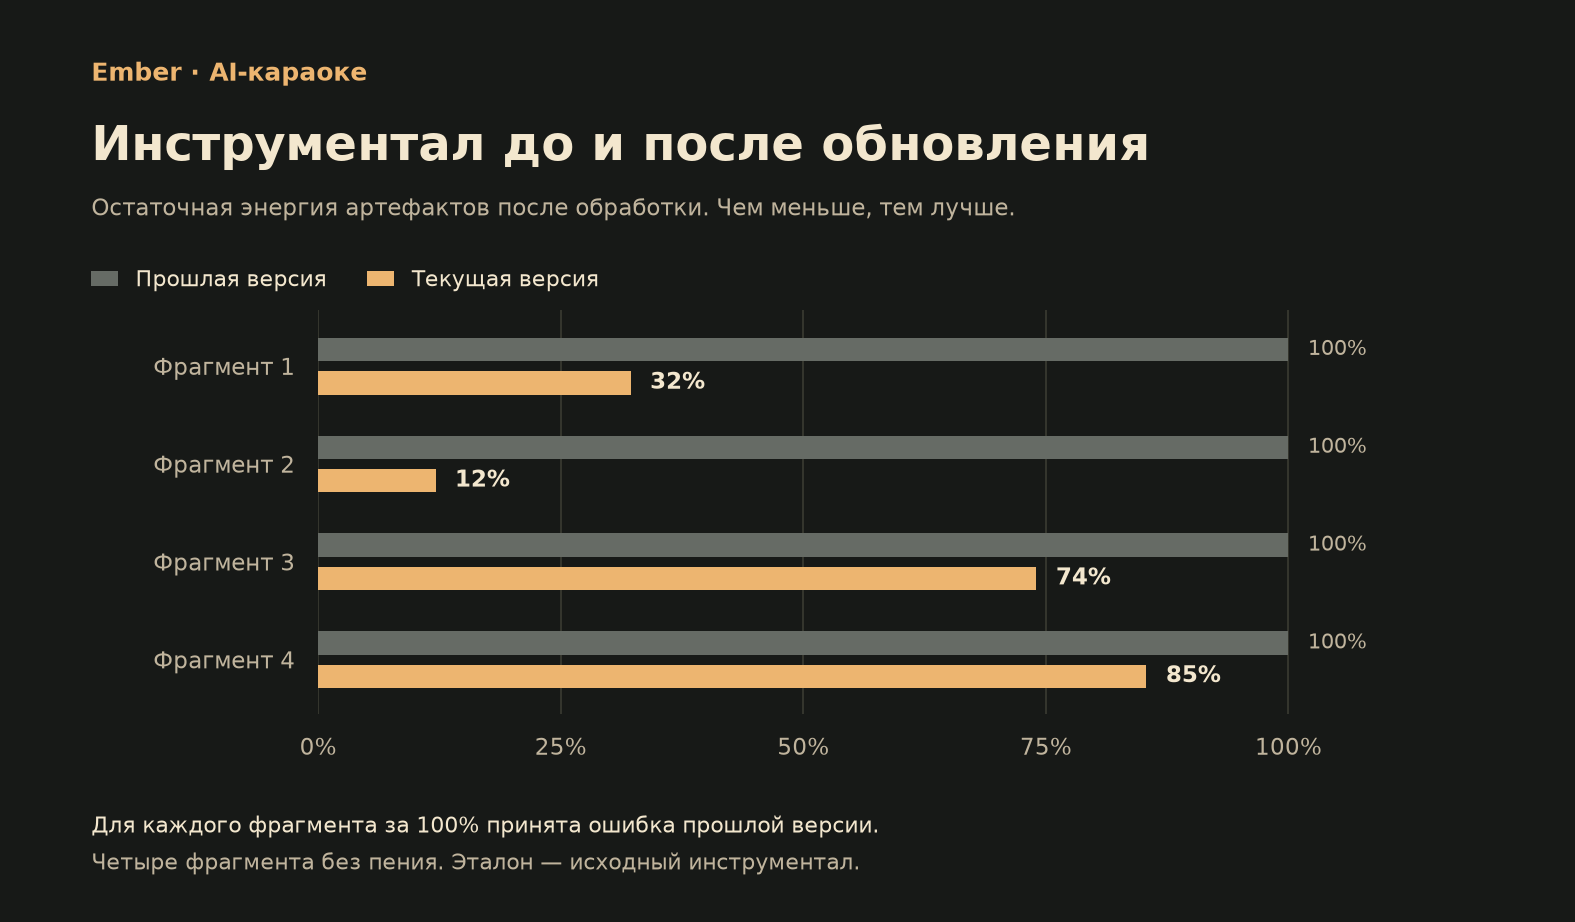 Ember · AI-караоке
Инструментал до и после обновления
Остаточная энергия артефактов после обработки. Чем меньше, тем лучше.
Прошлая версия
Текущая версия
Фрагмент 1
100%
32%
Фрагмент 2
100%
12%
Фрагмент 3
100%
74%
Фрагмент 4
100%
85%
0% 25% 50% 75% 100%
Для каждого фрагмента за 100% принята ошибка прошлой версии.
Четыре фрагмента без пения. Эталон — исходный инструментал.